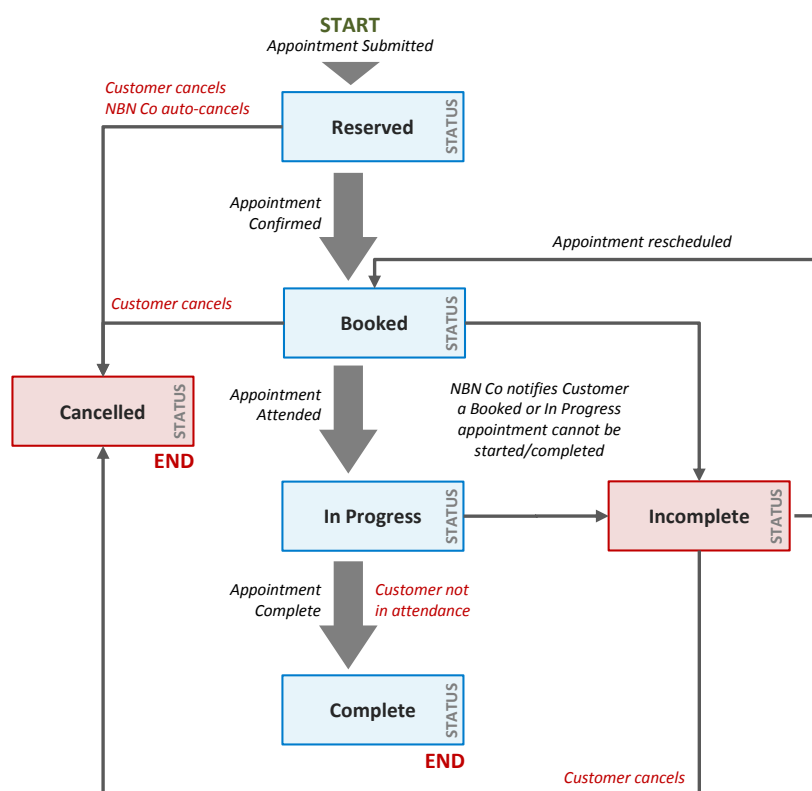 START
Appointment Submitted
Customer cancels
NBN Co auto-cancels
Reserved
STATUS
Appointment
Confirmed
Appointment rescheduled
Customer cancels
Booked
STATUS
Cancelled
STATUS
END
Appointment
Attended
NBN Co notifies Customer
a Booked or In Progress
appointment cannot be
started/completed
In Progress
STATUS
Incomplete
STATUS
Appointment
Complete
Customer not
in attendance
Complete
STATUS
END
Customer cancels